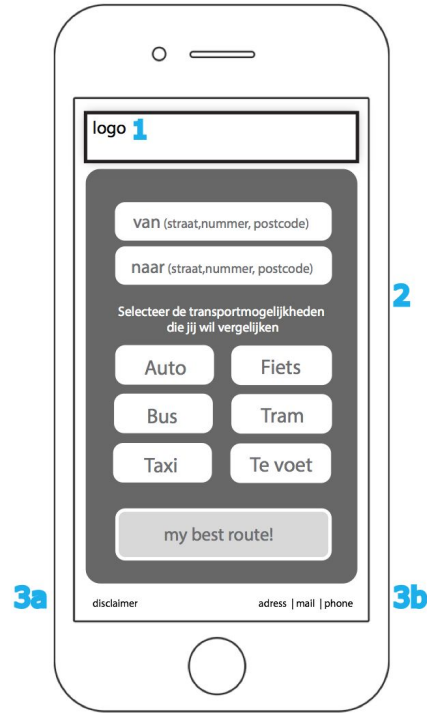 logo 1
van (straat,nummer, postcode)
naar (straat,nummer, postcode)
2
Selecteer de transportmogelijkheden
die jij wil vergelijken
Auto Fiets
Bus Tram
Taxi Te voet
my best route!
3a disclaimer adress | mail | phone 3b